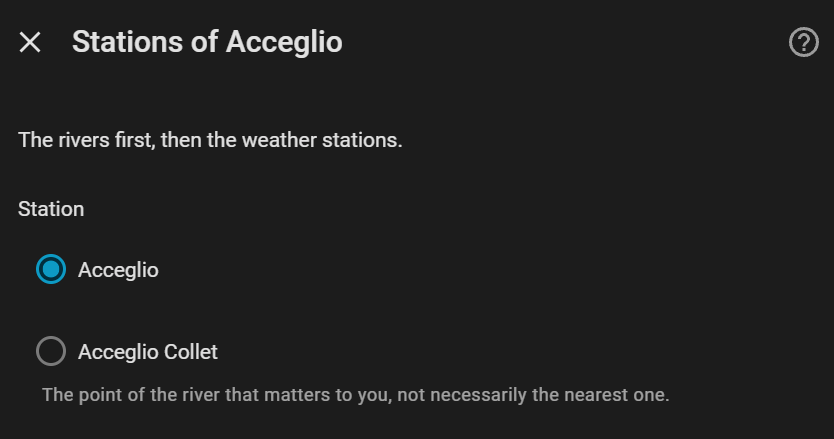 Stations of Acceglio
The rivers first, then the weather stations.
Station
Acceglio
Acceglio Collet
The point of the river that matters to you, not necessarily the nearest one.